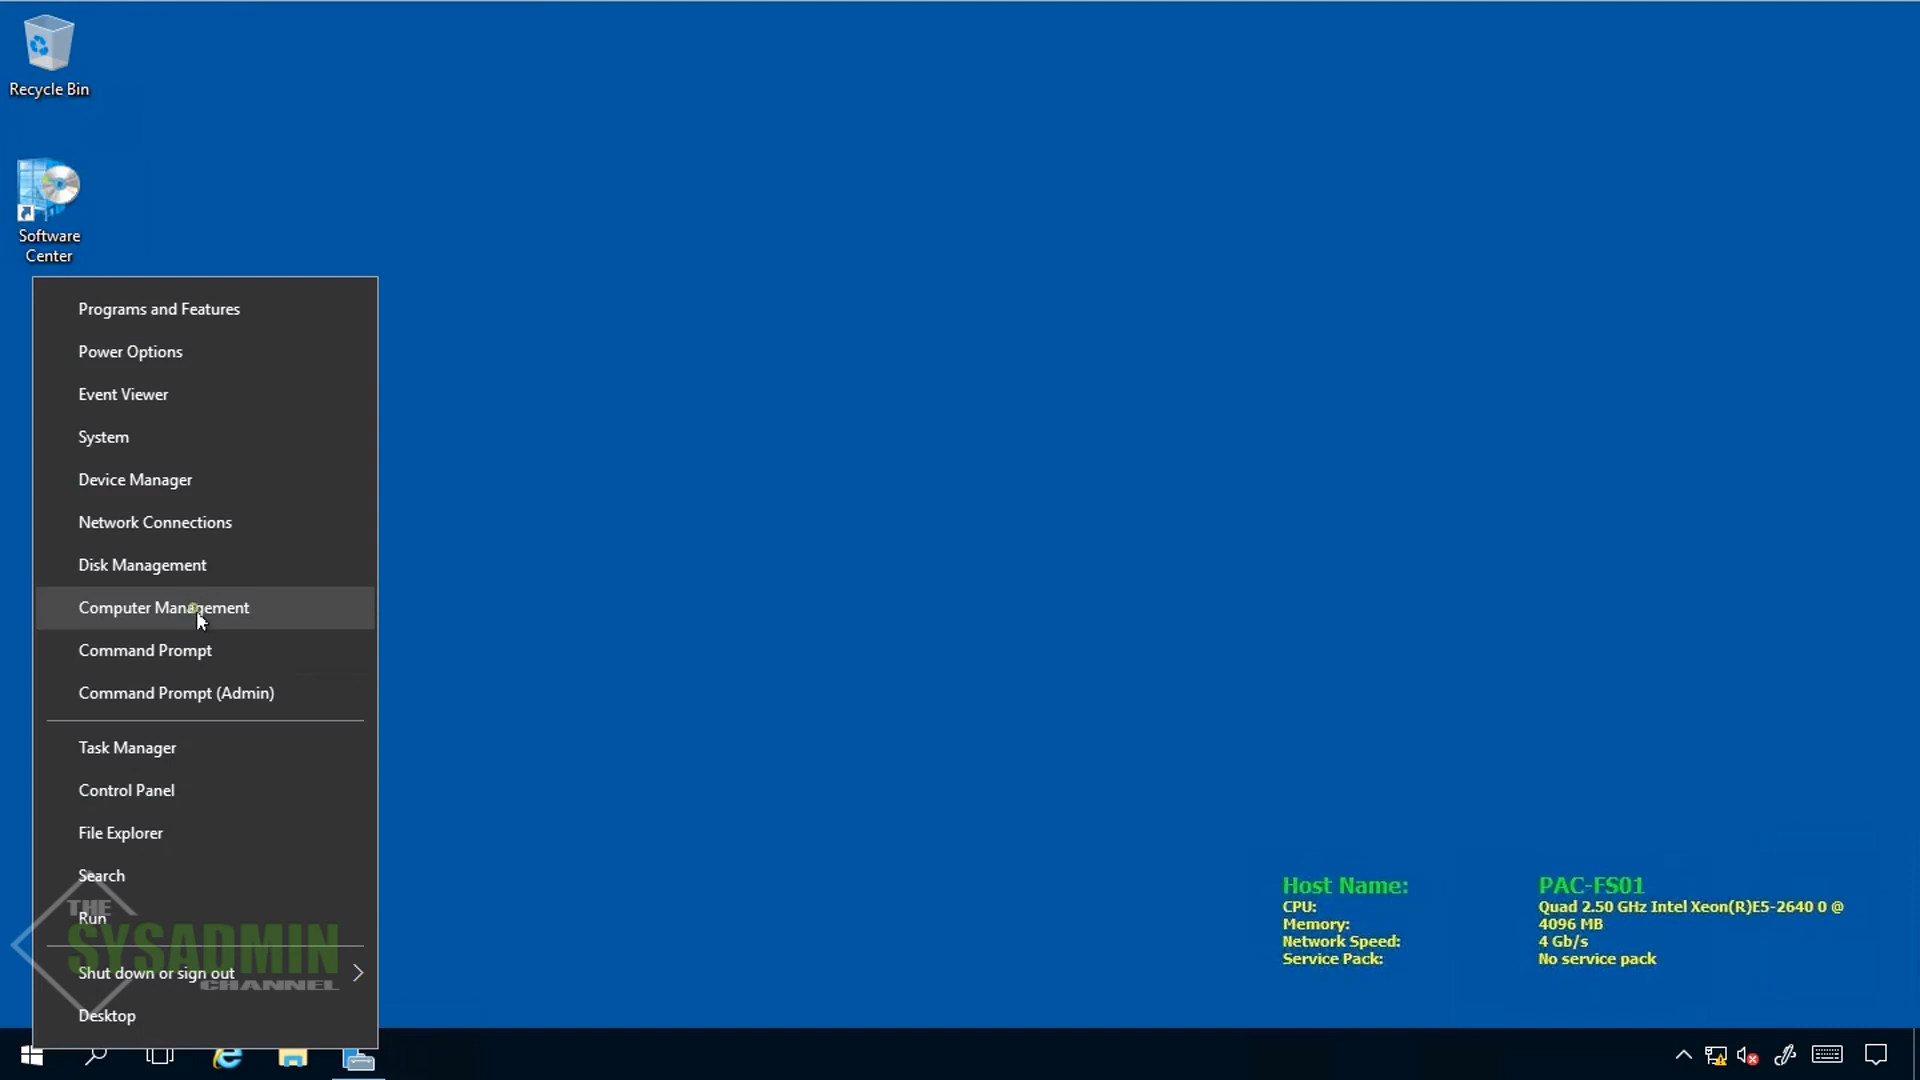 Recycle Bin
Software
Center
Programs and Features
Power Options
Event Viewer
System
Device Manager
Network Connections
Disk Management
Computer Management
Command Prompt
Command Prompt (Admin)
Task Manager
Control Panel
File Explorer
Search
Run
Shut down or sign out
Desktop
THE
SYSADMIN
CHANNEL
Host Name: PAC-FS01
CPU: Quad 2.50 GHz Intel Xeon(R)E5-2640 0 @
Memory: 4096 MB
Network Speed: 4 Gb/s
Service Pack: No service pack